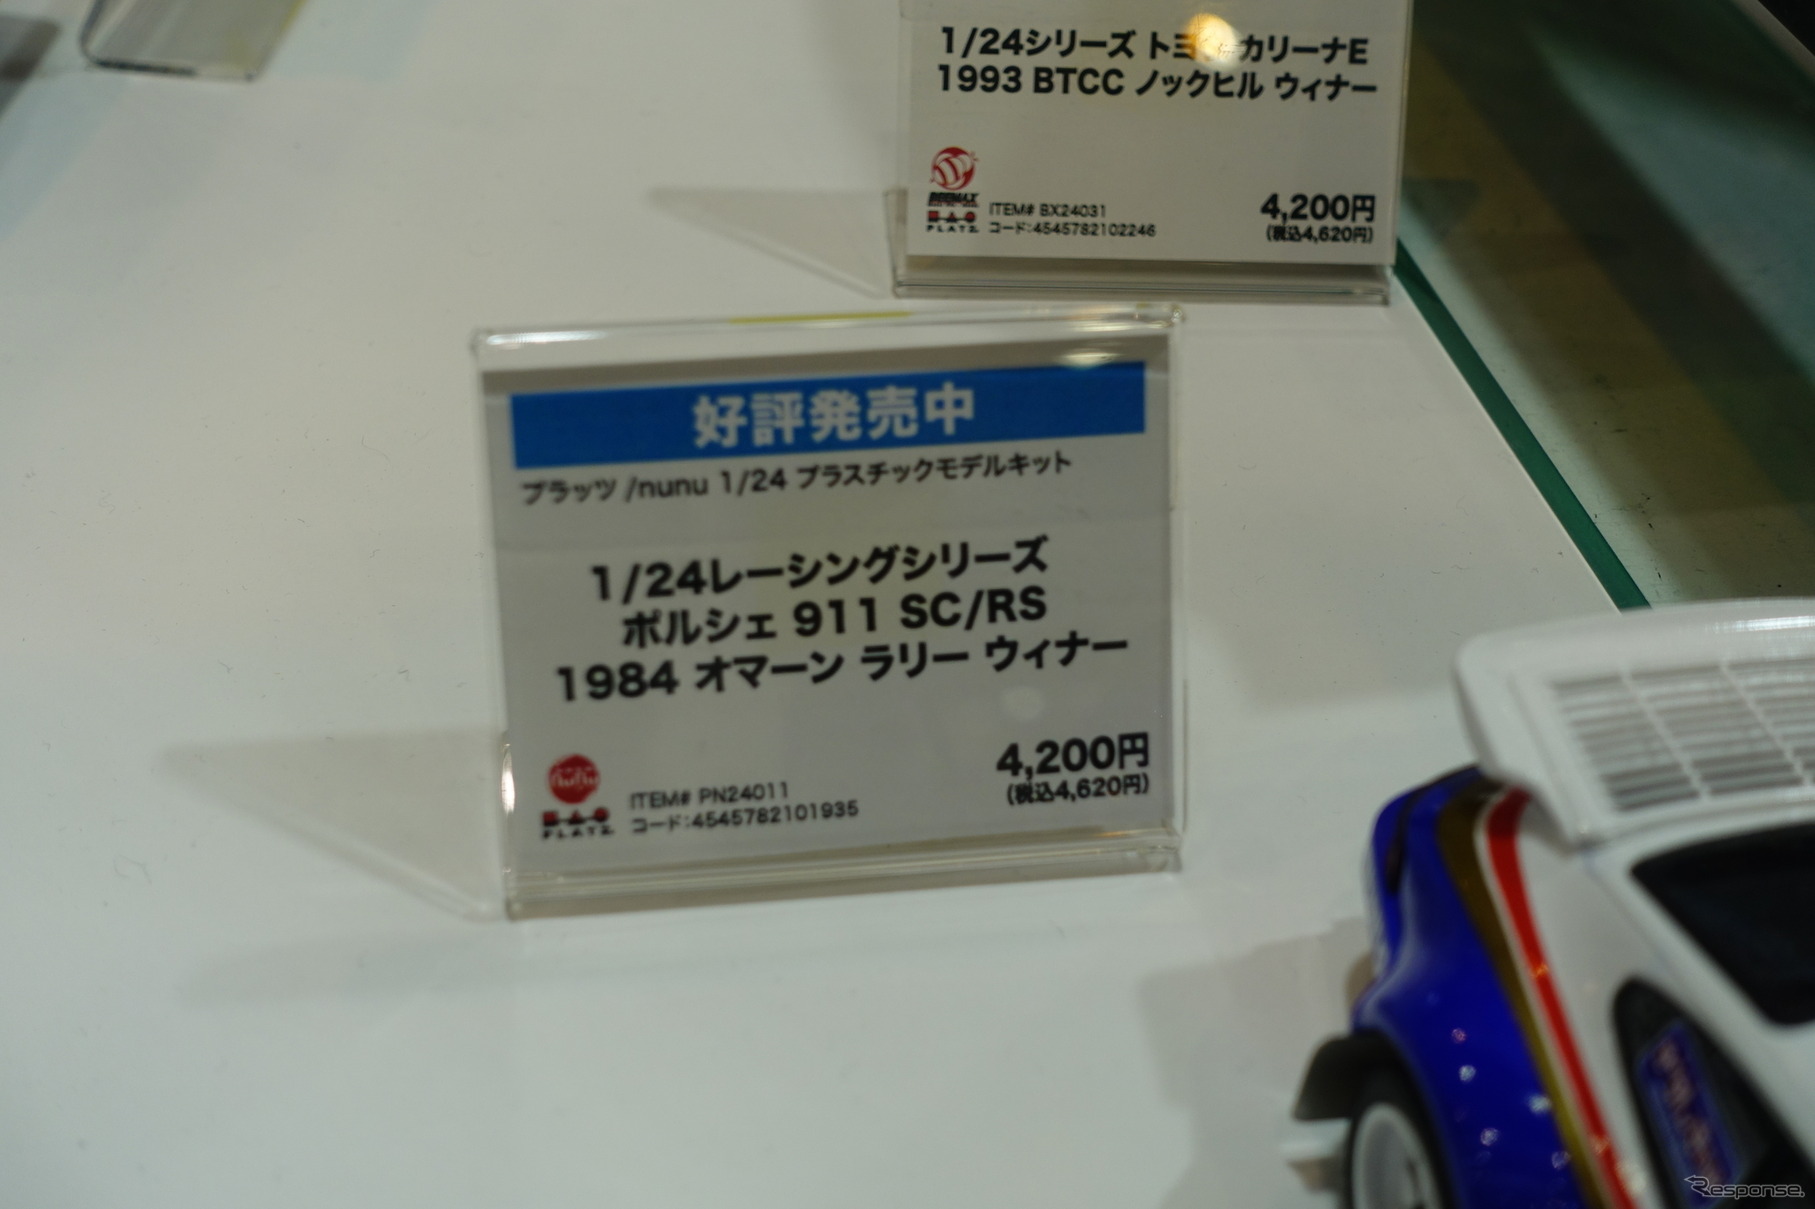 1/24シリーズ カリーナE
1993 BTCC ノックヒル ウィナー
BEEMAX
PLATZ
ITEM# BX24031
コード:4545782102246
4,200円
(税込4,620円)
好評発売中
プラッツ /nunu 1/24 プラスチックモデルキット
1/24レーシングシリーズ
ポルシェ 911 SC/RS
1984 オマーン ラリー ウィナー
nunu
PLATZ
ITEM# PN24011
コード:4545782101935
4,200円
(税込4,620円)
Response.